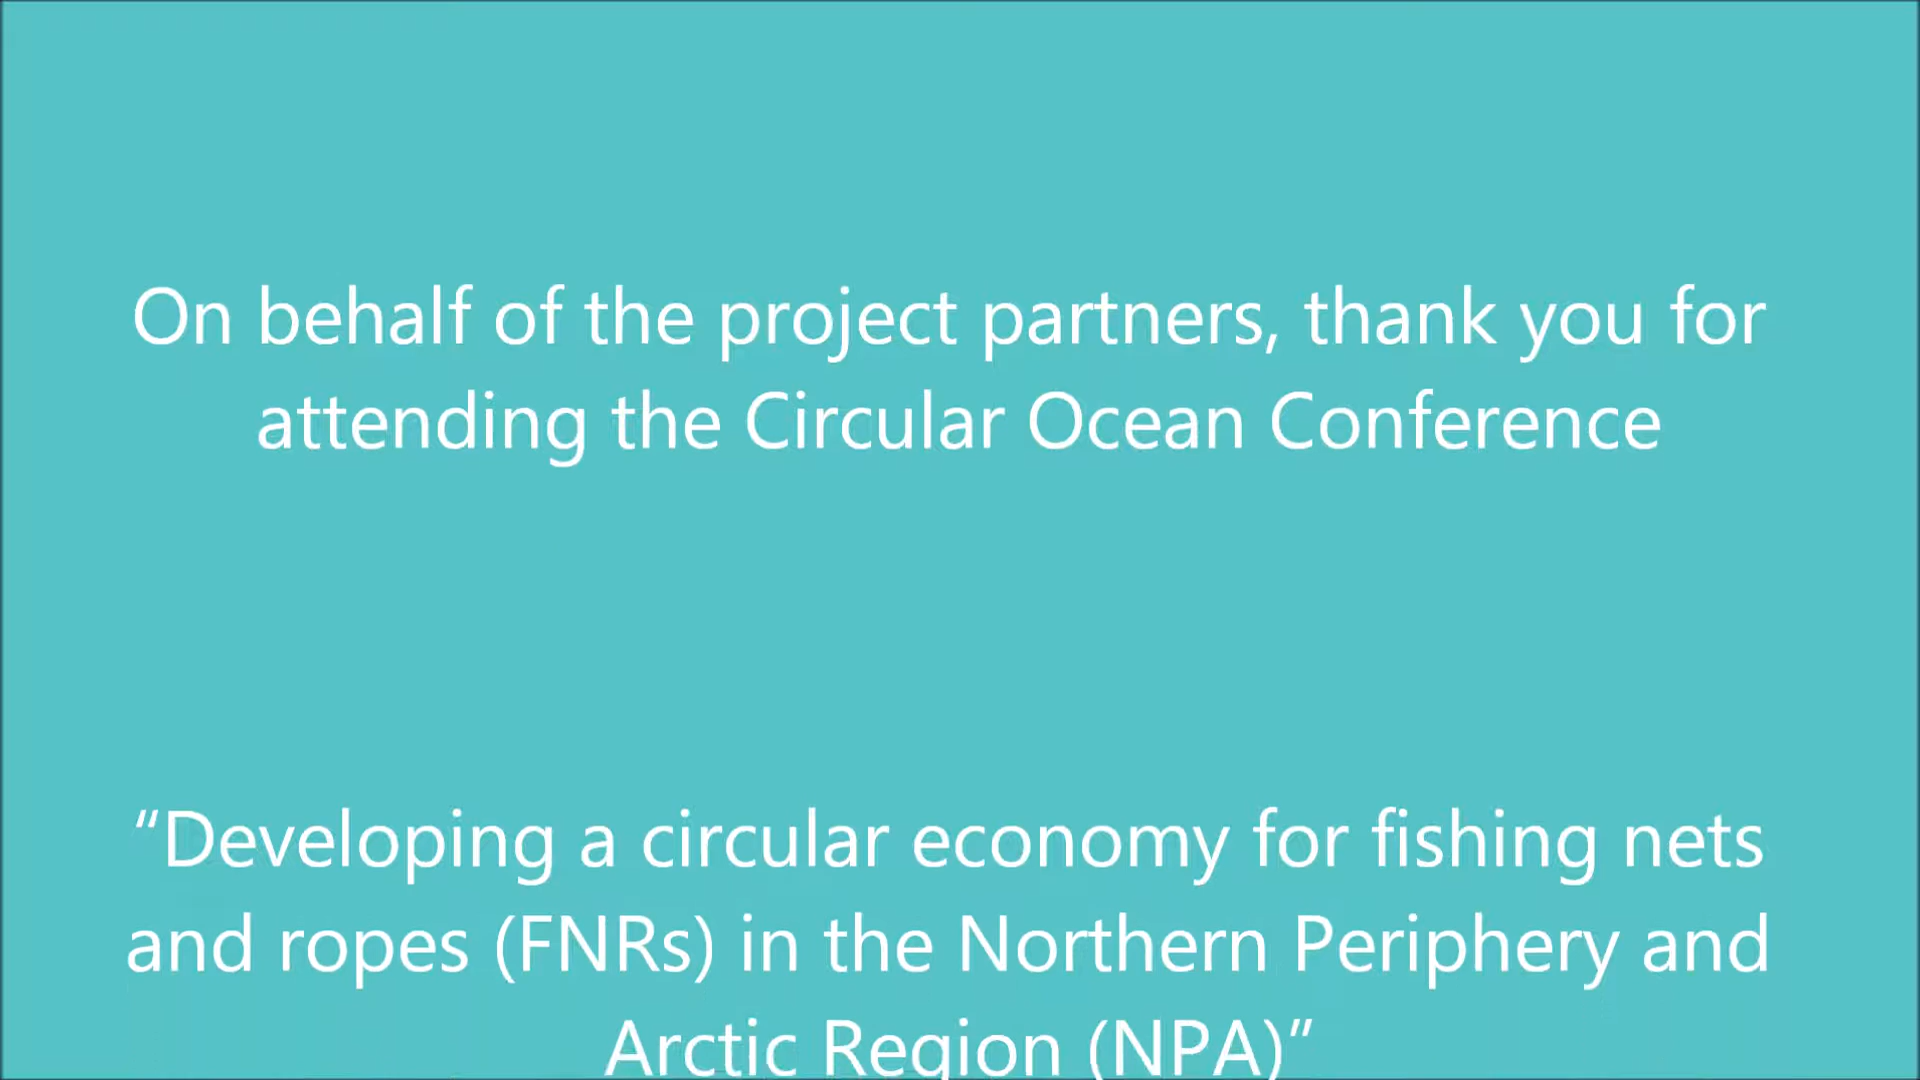 On behalf of the project partners, thank you for
attending the Circular Ocean Conference
“Developing a circular economy for fishing nets
and ropes (FNRs) in the Northern Periphery and
Arctic Region (NPA)”